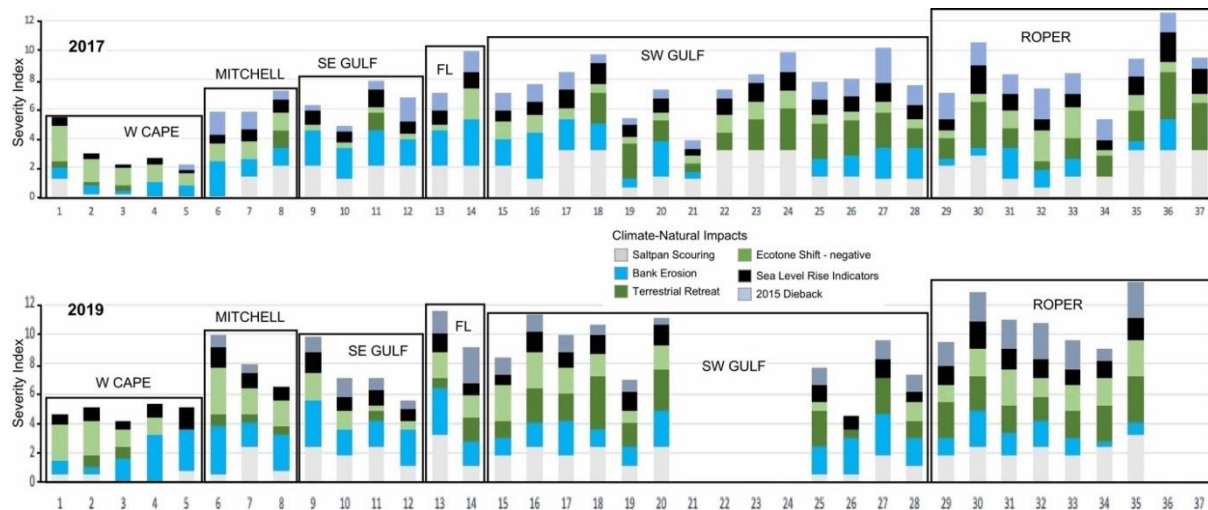 12
10
8
6
4
2
0
Severity Index
2017
W CAPE
MITCHELL
SE GULF
FL
SW GULF
ROPER
1 2 3 4 5 6 7 8 9 10 11 12 13 14 15 16 17 18 19 20 21 22 23 24 25 26 27 28 29 30 31 32 33 34 35 36 37
Climate-Natural Impacts
Saltpan Scouring
Ecotone Shift - negative
Bank Erosion
Sea Level Rise Indicators
Terrestrial Retreat
2015 Dieback
12
10
8
6
4
2
0
Severity Index
2019
W CAPE
MITCHELL
SE GULF
FL
SW GULF
ROPER
1 2 3 4 5 6 7 8 9 10 11 12 13 14 15 16 17 18 19 20 21 22 23 24 25 26 27 28 29 30 31 32 33 34 35 36 37